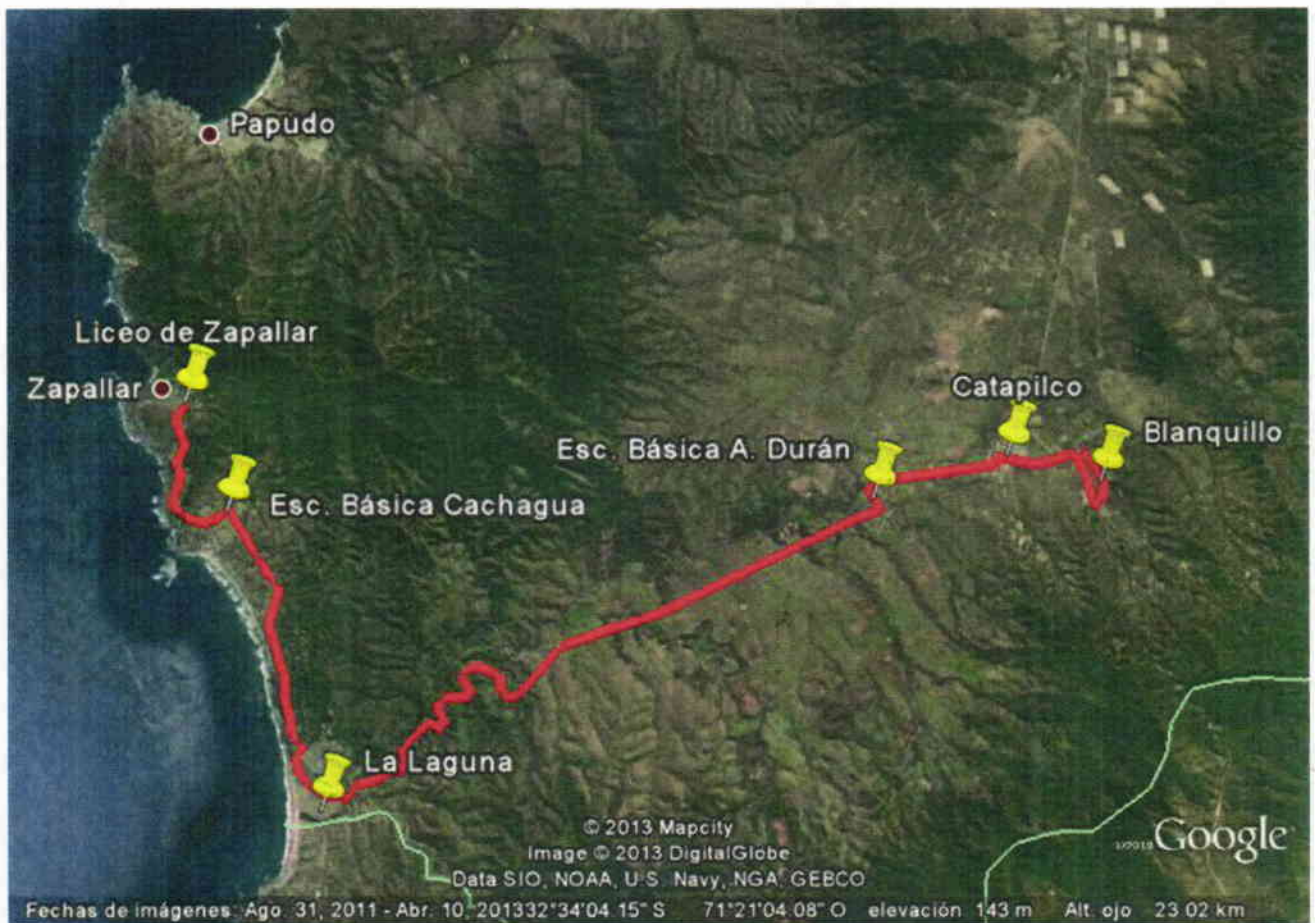 Papudo
Liceo de Zapallar
Zapallar
Catapilco
Blanquillo
Esc. Básica A. Durán
Esc. Básica Cachagua
La Laguna
© 2013 Mapcity
Image © 2013 DigitalGlobe
Data SIO, NOAA, U.S. Navy, NGA, GEBCO
Google
Fechas de imágenes: Ago. 31, 2011 - Abr. 10, 2013 32°34'04.15" S 71°21'04.08" O elevación 143 m Alt. ojo 23.02 km